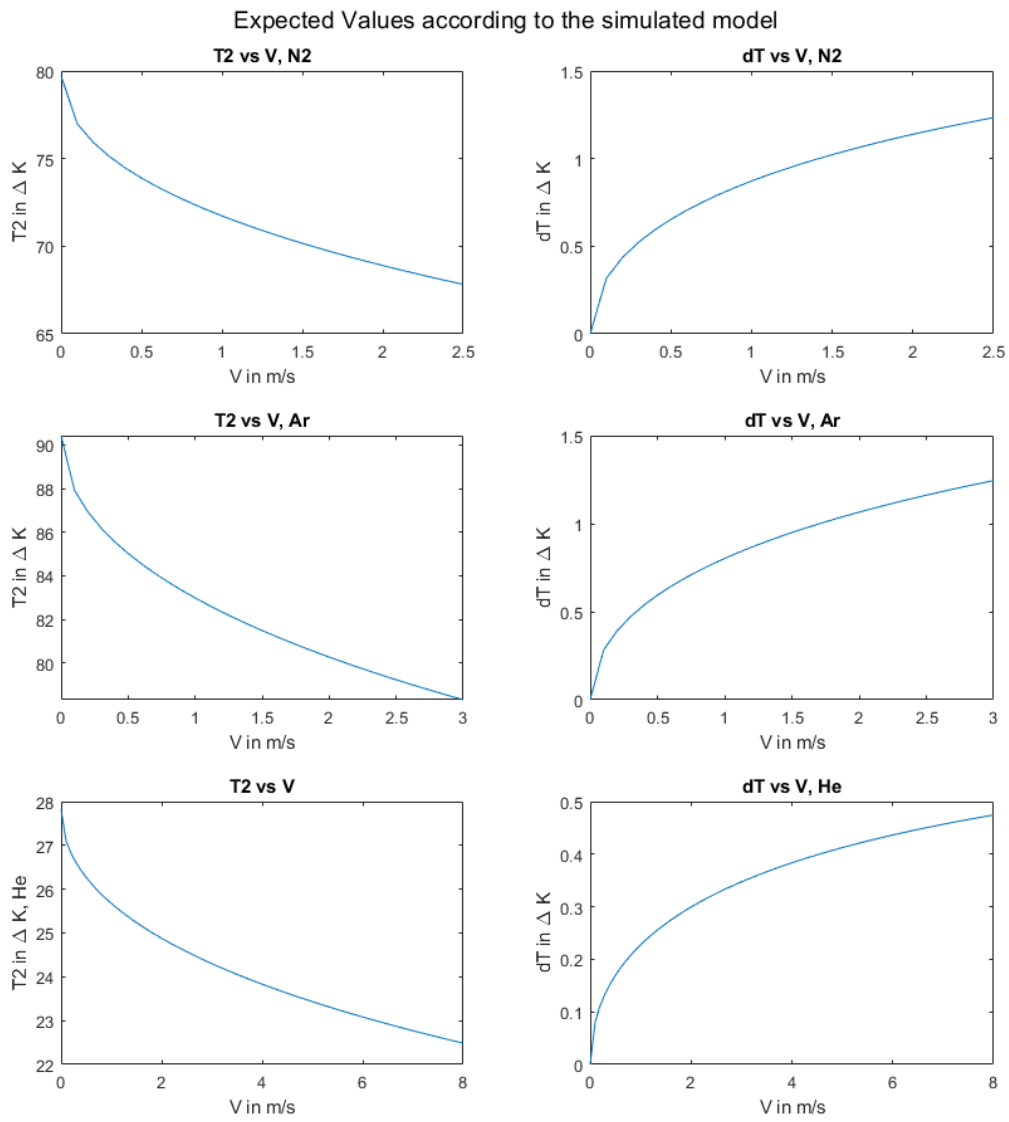 Expected Values according to the simulated model
T2 vs V, N2
80
75
70
65
T2 in Δ K
0 0.5 1 1.5 2 2.5
V in m/s
dT vs V, N2
1.5
1
0.5
0
dT in Δ K
0 0.5 1 1.5 2 2.5
V in m/s
T2 vs V, Ar
90
88
86
84
82
80
T2 in Δ K
0 0.5 1 1.5 2 2.5 3
V in m/s
dT vs V, Ar
1.5
1
0.5
0
dT in Δ K
0 0.5 1 1.5 2 2.5 3
V in m/s
T2 vs V
28
27
26
25
24
23
22
T2 in Δ K, He
0 2 4 6 8
V in m/s
dT vs V, He
0.5
0.4
0.3
0.2
0.1
0
dT in Δ K
0 2 4 6 8
V in m/s